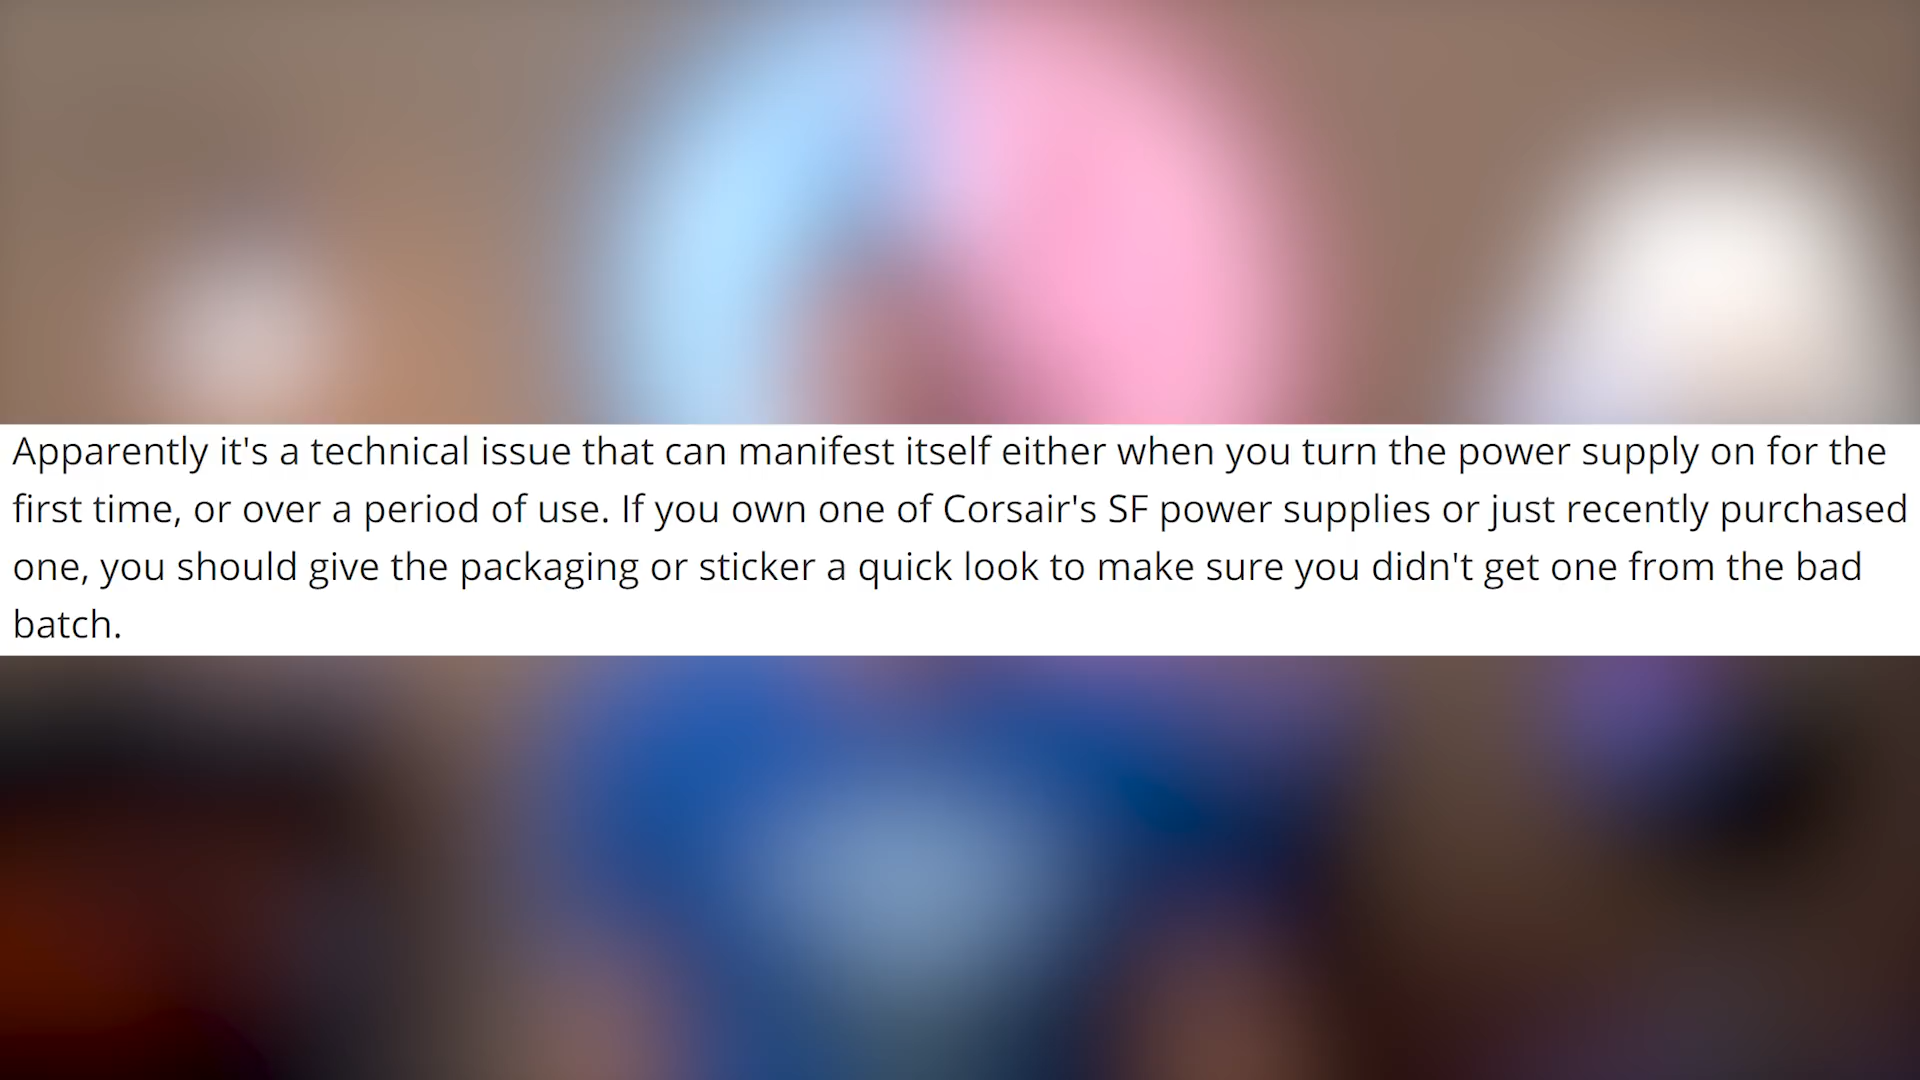 Apparently it's a technical issue that can manifest itself either when you turn the power supply on for the
first time, or over a period of use. If you own one of Corsair's SF power supplies or just recently purchased
one, you should give the packaging or sticker a quick look to make sure you didn't get one from the bad
batch.